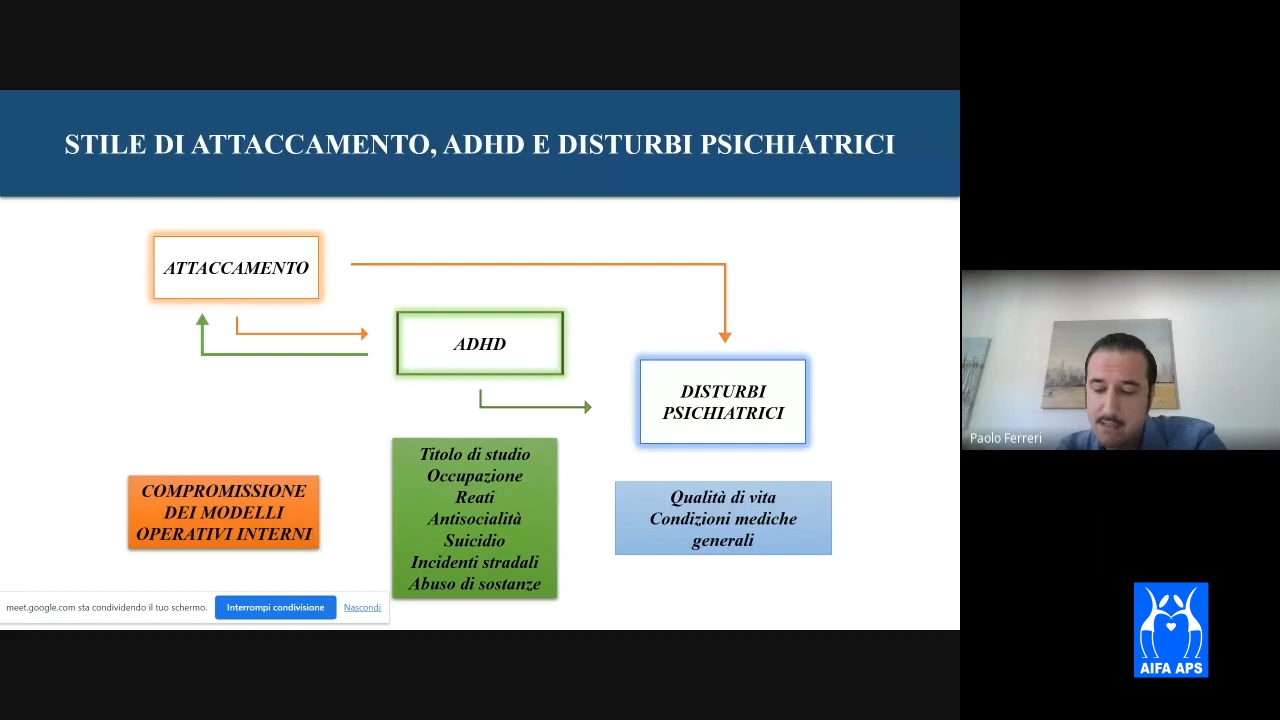 STILE DI ATTACCAMENTO, ADHD E DISTURBI PSICHIATRICI
ATTACCAMENTO
ADHD
DISTURBI
PSICHIATRICI
COMPROMISSIONE
DEI MODELLI
OPERATIVI INTERNI
Titolo di studio
Occupazione
Reati
Antisocialità
Suicidio
Incidenti stradali
Abuso di sostanze
Qualità di vita
Condizioni mediche
generali
meet.google.com sta condividendo il tuo schermo.
Interrompi condivisione
Nascondi
Paolo Ferreri
AIFA APS